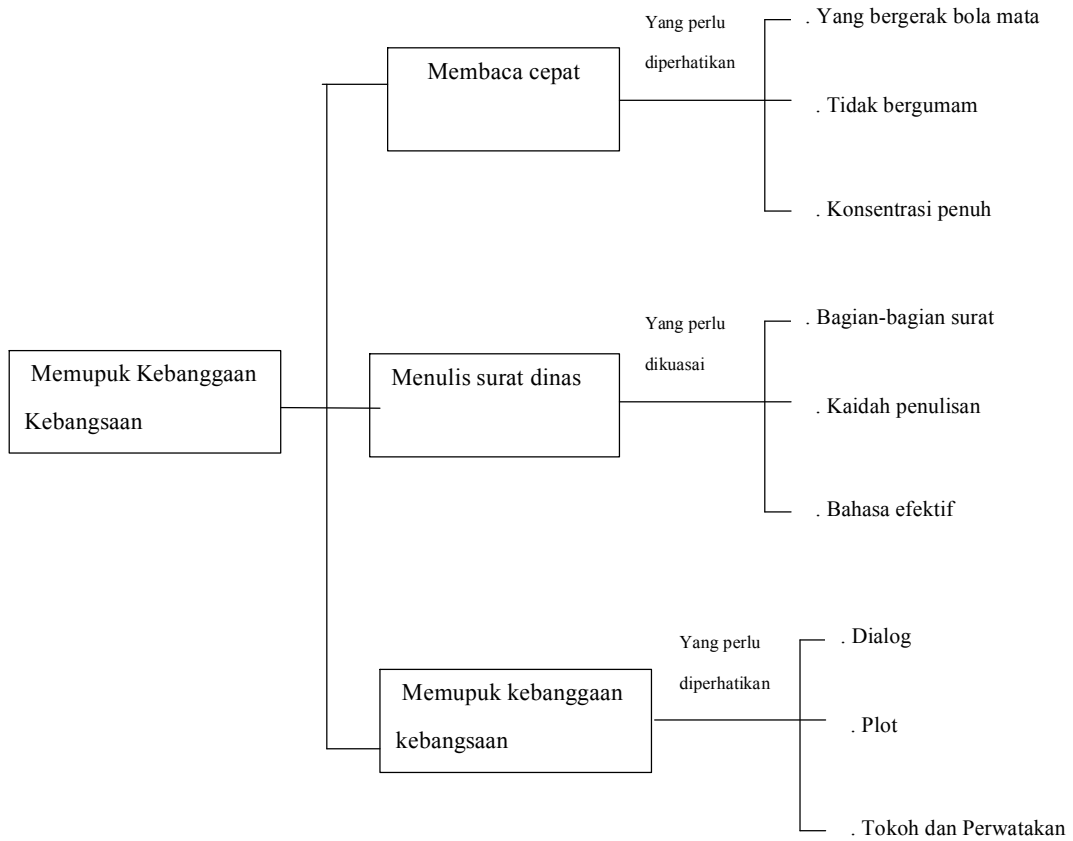 Memupuk Kebanggaan
Kebangsaan
Membaca cepat
Yang perlu
diperhatikan
. Yang bergerak bola mata
. Tidak bergumam
. Konsentrasi penuh
Menulis surat dinas
Yang perlu
dikuasai
. Bagian-bagian surat
. Kaidah penulisan
. Bahasa efektif
Memupuk kebanggaan
kebangsaan
Yang perlu
diperhatikan
. Dialog
. Plot
. Tokoh dan Perwatakan